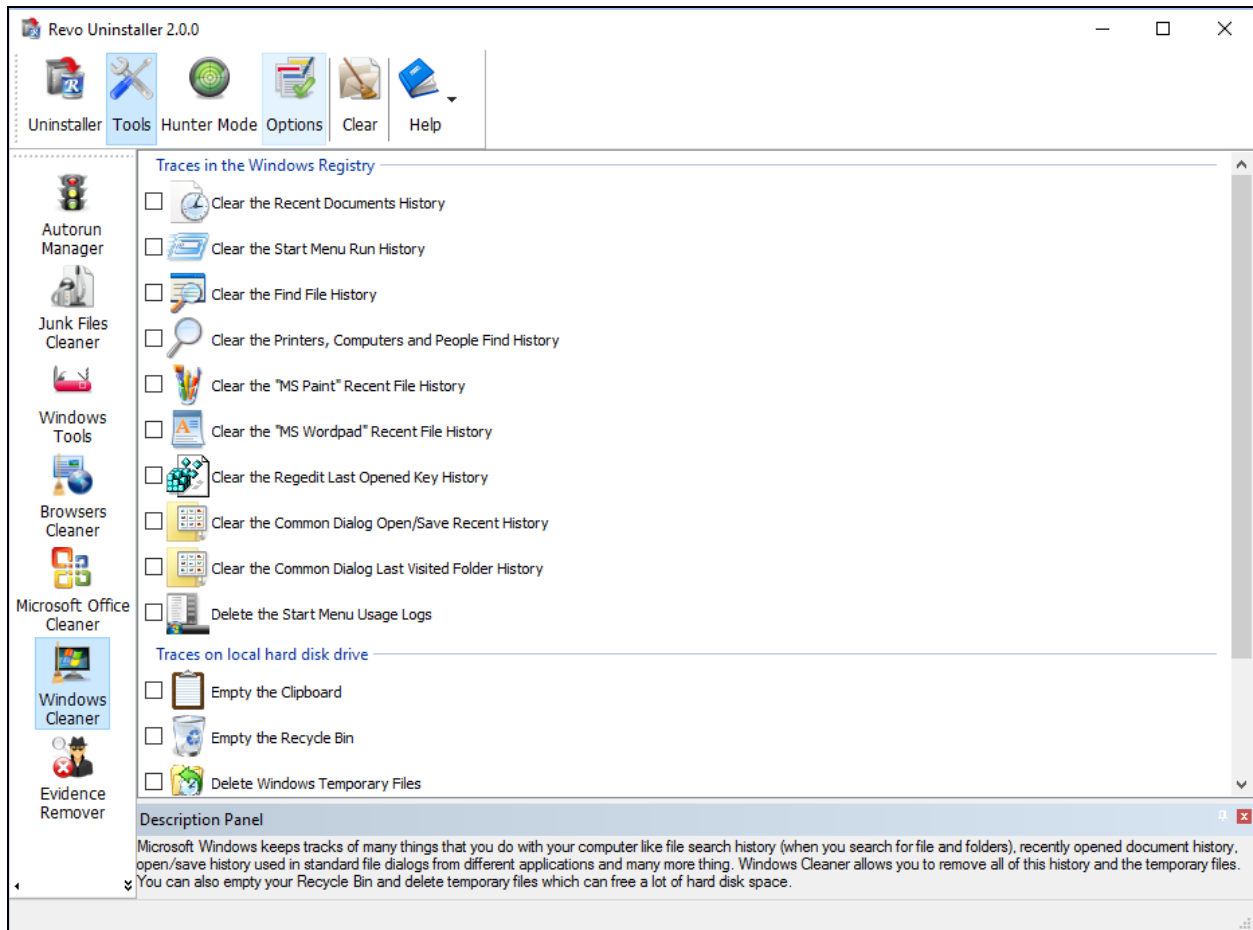 Revo Uninstaller 2.0.0
Uninstaller Tools Hunter Mode Options Clear Help
Autorun
Manager
Junk Files
Cleaner
Windows
Tools
Browsers
Cleaner
Microsoft Office
Cleaner
Windows
Cleaner
Evidence
Remover
Traces in the Windows Registry
Clear the Recent Documents History
Clear the Start Menu Run History
Clear the Find File History
Clear the Printers, Computers and People Find History
Clear the "MS Paint" Recent File History
Clear the "MS Wordpad" Recent File History
Clear the Regedit Last Opened Key History
Clear the Common Dialog Open/Save Recent History
Clear the Common Dialog Last Visited Folder History
Delete the Start Menu Usage Logs
Traces on local hard disk drive
Empty the Clipboard
Empty the Recycle Bin
Delete Windows Temporary Files
Description Panel
Microsoft Windows keeps tracks of many things that you do with your computer like file search history (when you search for file and folders), recently opened document history,
open/save history used in standard file dialogs from different applications and many more thing. Windows Cleaner allows you to remove all of this history and the temporary files.
You can also empty your Recycle Bin and delete temporary files which can free a lot of hard disk space.